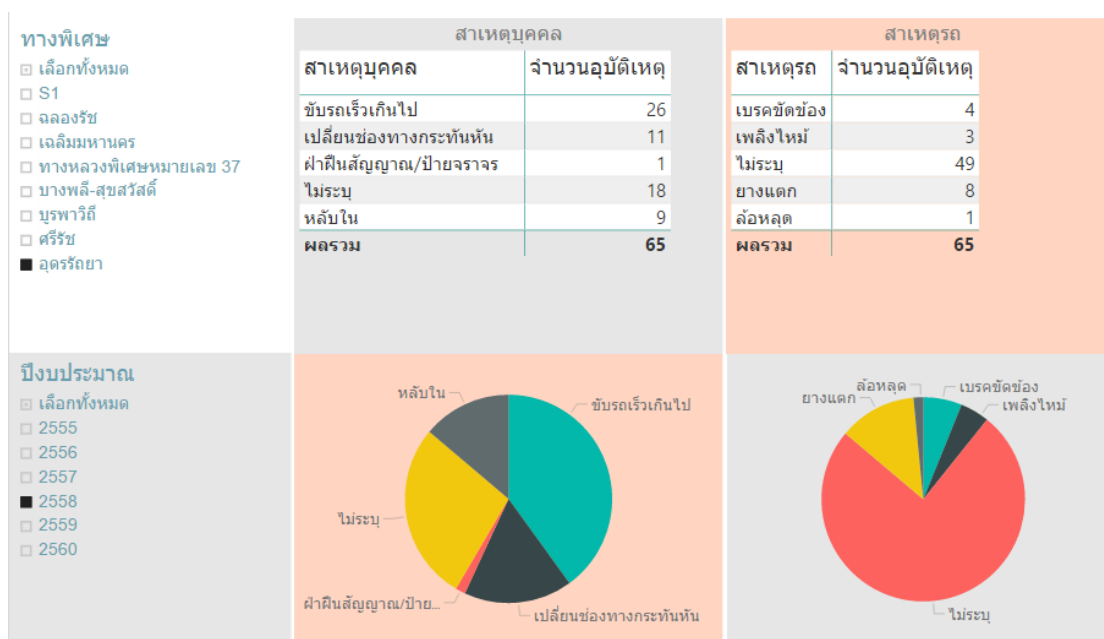 ทางพิเศษ
เลือกทั้งหมด
S1
ฉลองรัช
เฉลิมมหานคร
ทางหลวงพิเศษหมายเลข 37
บางพลี-สุขสวัสดิ์
บูรพาวิถี
ศรีรัช
อุดรรัถยา
สาเหตุบุคคล
สาเหตุบุคคล จำนวนอุบัติเหตุ
ขับรถเร็วเกินไป 26
เปลี่ยนช่องทางกระทันหัน 11
ฝ่าฝืนสัญญาณ/ป้ายจราจร 1
ไม่ระบุ 18
หลับใน 9
ผลรวม 65
สาเหตุรถ
สาเหตุรถ จำนวนอุบัติเหตุ
เบรคขัดข้อง 4
เพลิงไหม้ 3
ไม่ระบุ 49
ยางแตก 8
ล้อหลุด 1
ผลรวม 65
ปีงบประมาณ
เลือกทั้งหมด
2555
2556
2557
2558
2559
2560
หลับใน
ขับรถเร็วเกินไป
ไม่ระบุ
ฝ่าฝืนสัญญาณ/ป้าย...
เปลี่ยนช่องทางกระทันหัน
ล้อหลุด
เบรคขัดข้อง
ยางแตก
เพลิงไหม้
ไม่ระบุ